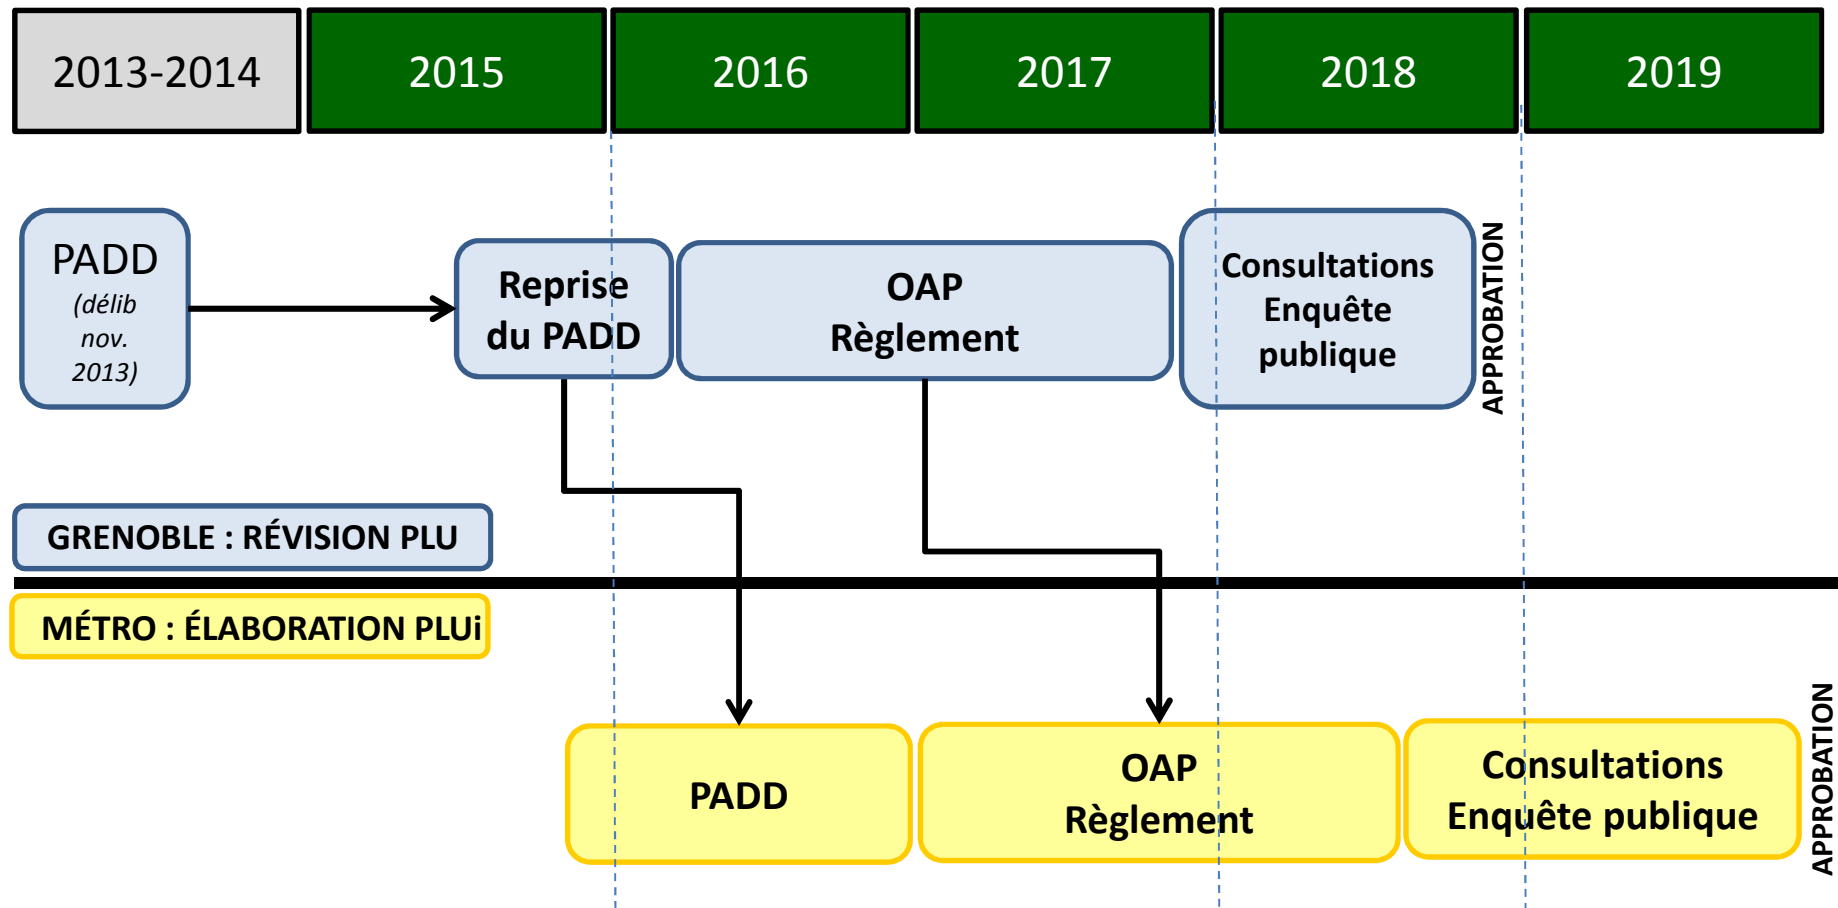 2013-2014
2015
2016
2017
2018
2019
PADD
(délib
nov.
2013)
Reprise
du PADD
OAP
Règlement
Consultations
Enquête
publique
APPROBATION
GRENOBLE : RÉVISION PLU
MÉTRO : ÉLABORATION PLUi
PADD
OAP
Règlement
Consultations
Enquête publique
APPROBATION